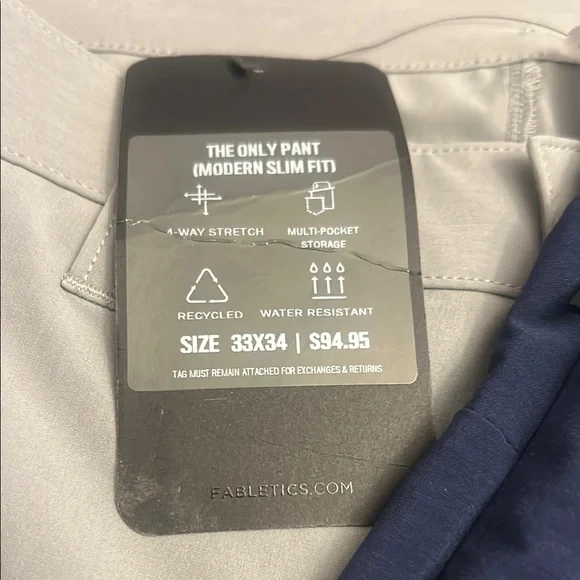 THE ONLY PANT
(MODERN SLIM FIT)
4-WAY STRETCH
MULTI-POCKET
STORAGE
RECYCLED
WATER RESISTANT
SIZE 33X34 | $94.95
TAG MUST REMAIN ATTACHED FOR EXCHANGES & RETURNS
FABLETICS.COM